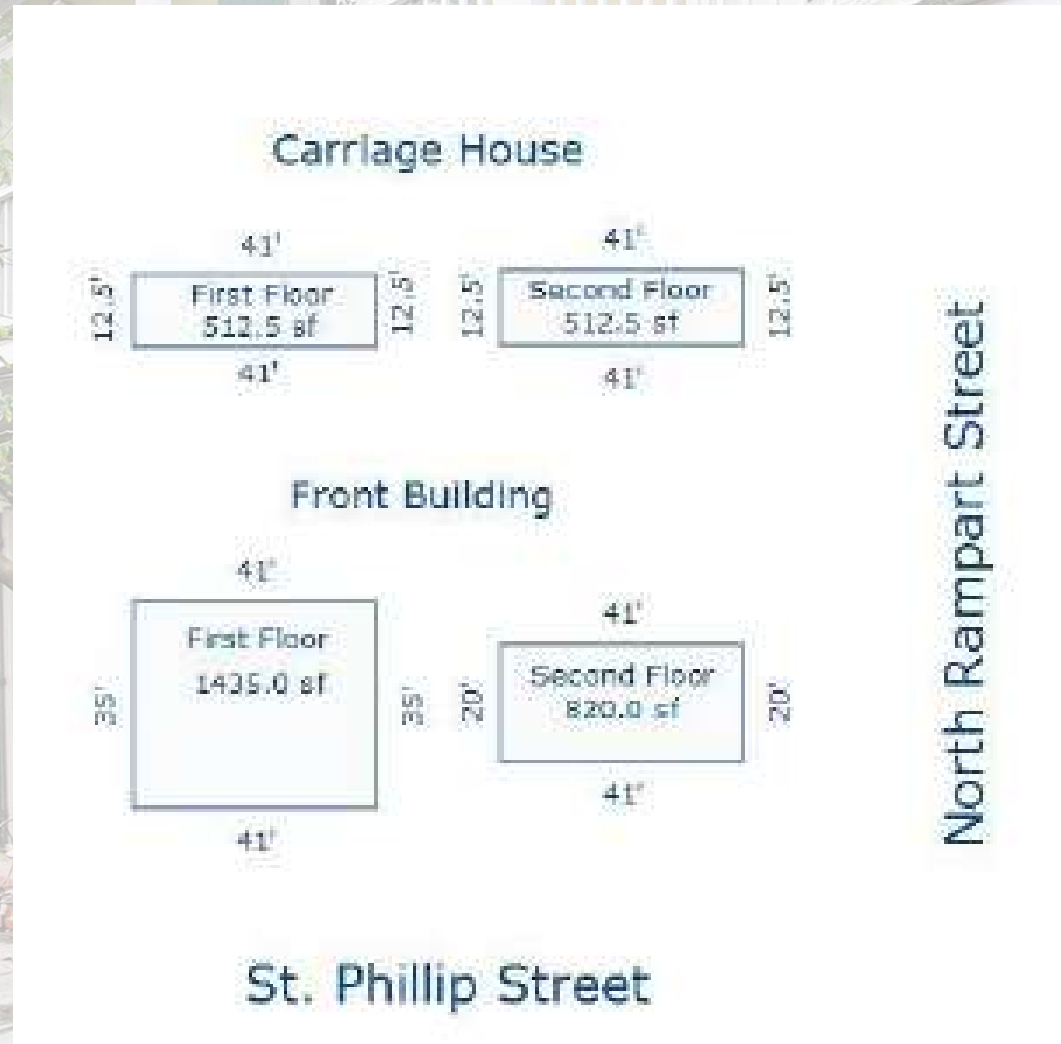 Carriage House
41' 41'
12.5' First Floor 12.5' 12.5' Second Floor 12.5'
512.5 sf 512.5 sf
41' 41'
Front Building
41' 41'
First Floor Second Floor
1435.0 sf 820.0 sf
35' 35' 20' 20'
41' 41'
St. Phillip Street
North Rampart Street